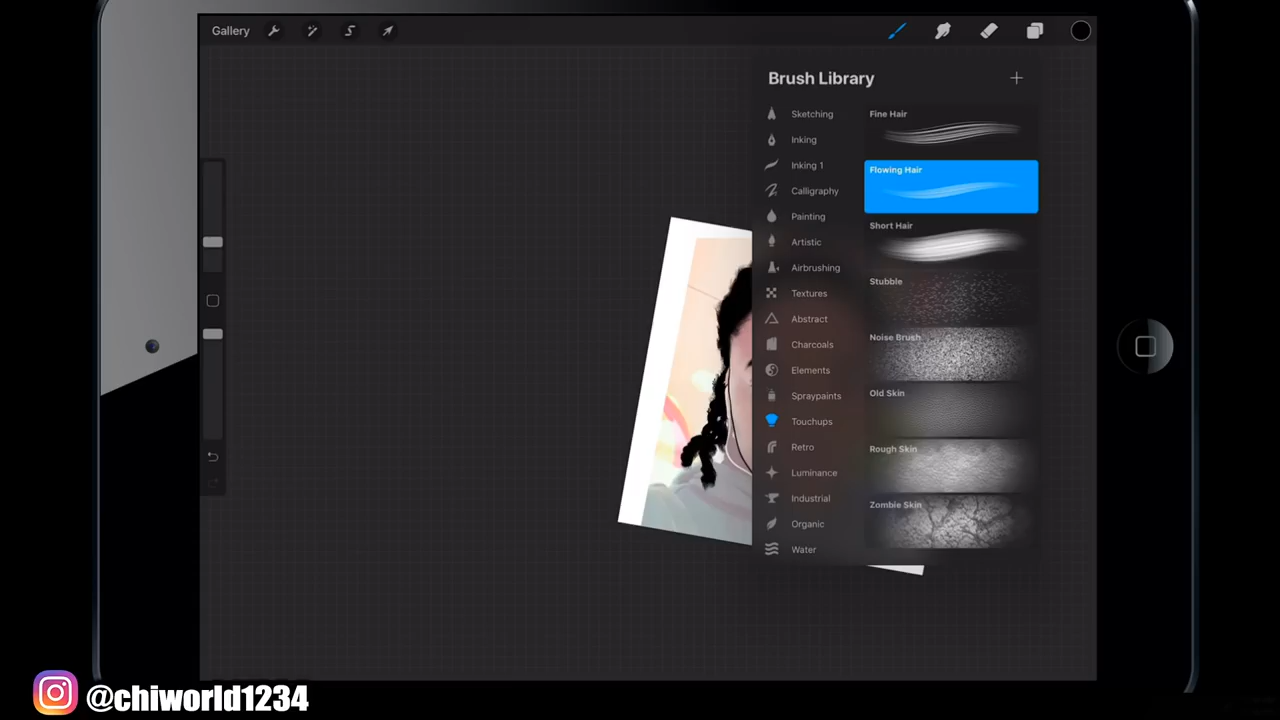 Gallery
Brush Library
Sketching
Inking
Inking 1
Calligraphy
Painting
Artistic
Airbrushing
Textures
Abstract
Charcoals
Elements
Spraypaints
Touchups
Retro
Luminance
Industrial
Organic
Water
Fine Hair
Flowing Hair
Short Hair
Stubble
Noise Brush
Old Skin
Rough Skin
Zombie Skin
@chiworld1234